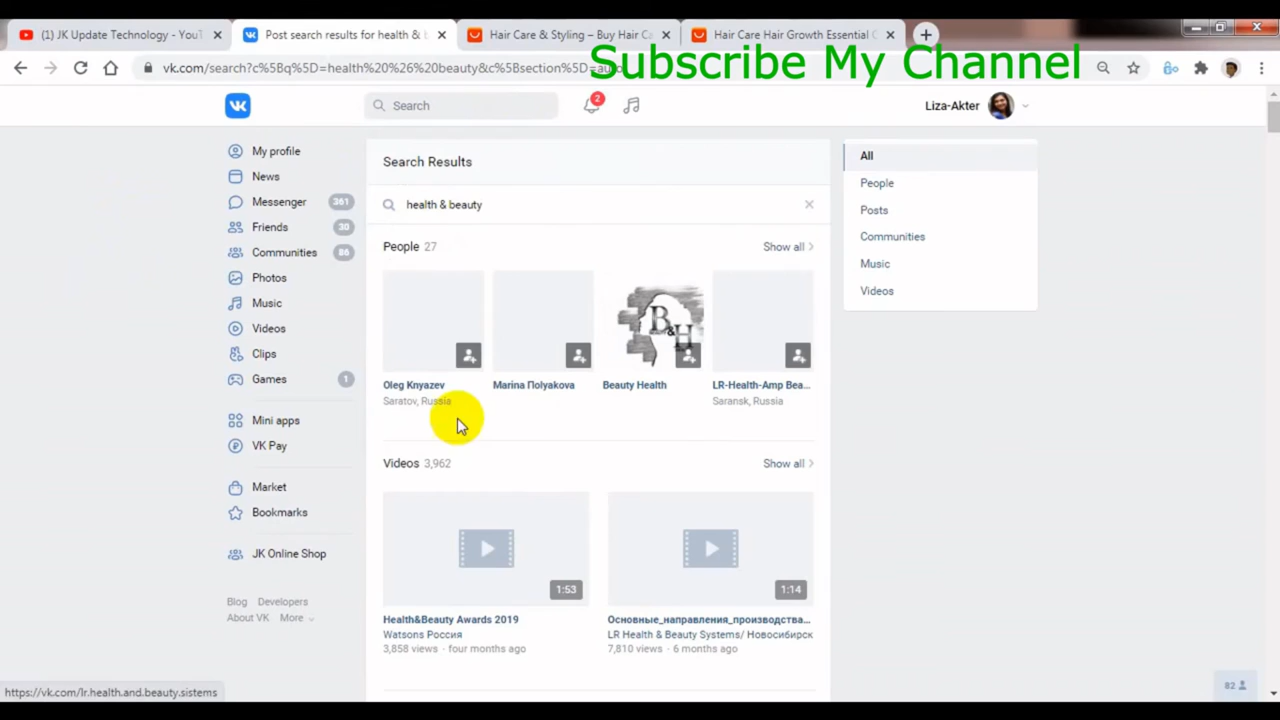 (1) JK Update Technology - YouT
Post search results for health & b
Hair Care & Styling – Buy Hair Ca
Hair Care Hair Growth Essential O
vk.com/search?c%5Bq%5D=health%20%26%20beauty&c%5Bsection%5D=auto
Subscribe My Channel
Search
2
Liza-Akter
My profile
News
Messenger 361
Friends 30
Communities 86
Photos
Music
Videos
Clips
Games 1
Mini apps
VK Pay
Market
Bookmarks
JK Online Shop
Blog Developers
About VK More
Search Results
health & beauty
People 27 Show all
B&H
Oleg Knyazev
Saratov, Russia
Marina Полyakova
Beauty Health
LR-Health-Amp Bea...
Saransk, Russia
Videos 3,962 Show all
1:53
Health&Beauty Awards 2019
Watsons Россия
3,858 views · four months ago
1:14
Основные_направления_производства...
LR Health & Beauty Systems/ Новосибирск
7,810 views · 6 months ago
All
People
Posts
Communities
Music
Videos
https://vk.com/lr.health.and.beauty.sistems
82